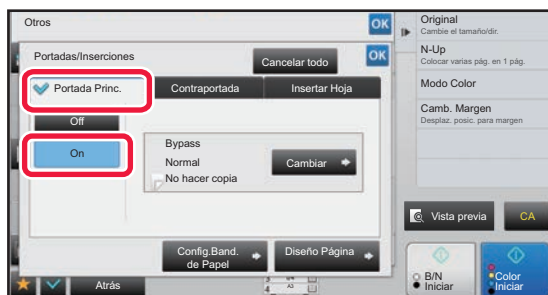 Otros
OK
Portadas/Inserciones
Cancelar todo
OK
Portada Princ.
Contraportada
Insertar Hoja
Off
On
Bypass
Normal
No hacer copia
Cambiar
Config.Band.
de Papel
Diseño Página
Atrás
A3
Original
Cambie el tamaño/dir.
N-Up
Colocar varias pág. en 1 pág.
Modo Color
Camb. Margen
Desplaz. posic. para margen
Vista previa
CA
B/N
Iniciar
Color
Iniciar